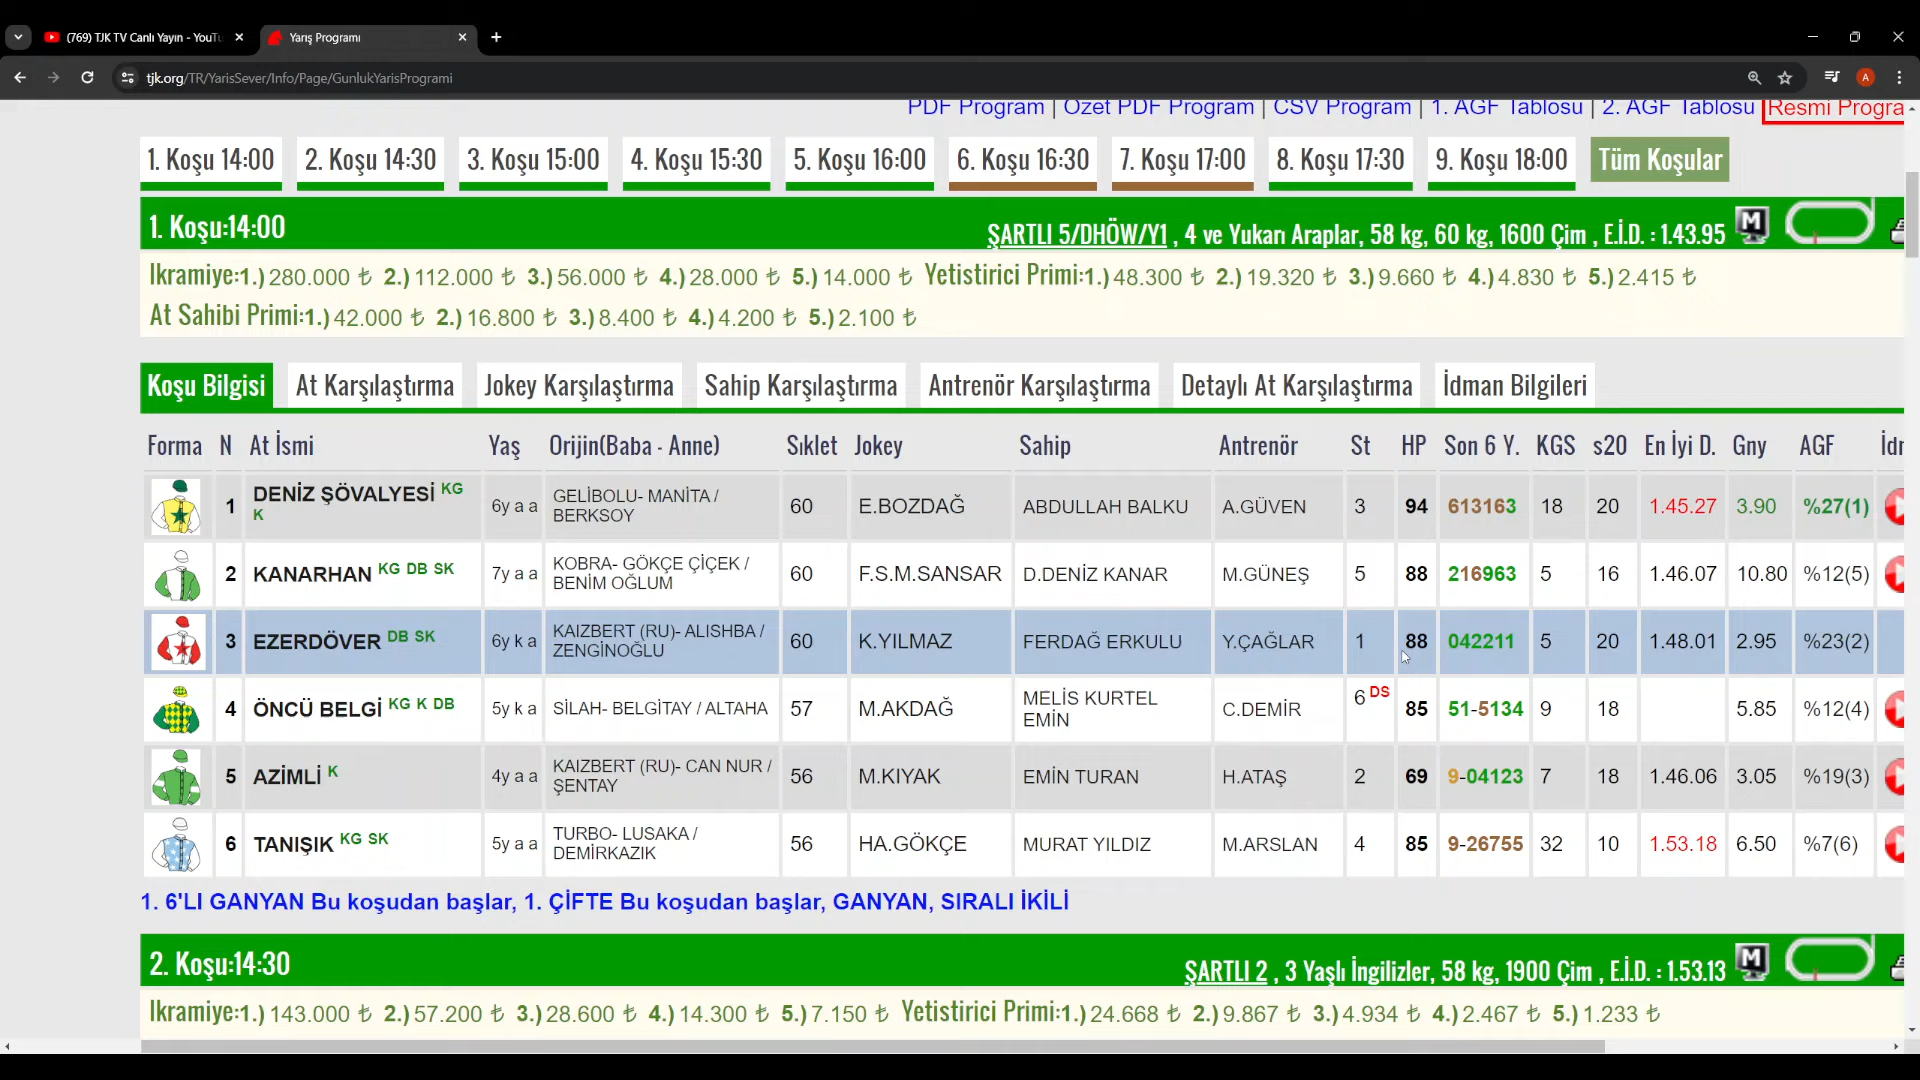 (769) TJK TV Canlı Yayın - YouTu
Yarış Programı
tjk.org/TR/YarisSever/Info/Page/GunlukYarisProgrami
A
PDF Program | Özet PDF Program | CSV Program | 1. AGF Tablosu | 2. AGF Tablosu Resmi Progra
1. Koşu 14:00 2. Koşu 14:30 3. Koşu 15:00 4. Koşu 15:30 5. Koşu 16:00 6. Koşu 16:30 7. Koşu 17:00 8. Koşu 17:30 9. Koşu 18:00 Tüm Koşular
1. Koşu:14:00
ŞARTLI 5/DHÖW/Y1 , 4 ve Yukarı Araplar, 58 kg, 60 kg, 1600 Çim , E.İ.D. : 1.43.95 M
Ikramiye:1.) 280.000 ₺ 2.) 112.000 ₺ 3.) 56.000 ₺ 4.) 28.000 ₺ 5.) 14.000 ₺ Yetistirici Primi:1.) 48.300 ₺ 2.) 19.320 ₺ 3.) 9.660 ₺ 4.) 4.830 ₺ 5.) 2.415 ₺
At Sahibi Primi:1.) 42.000 ₺ 2.) 16.800 ₺ 3.) 8.400 ₺ 4.) 4.200 ₺ 5.) 2.100 ₺
Koşu Bilgisi At Karşılaştırma Jokey Karşılaştırma Sahip Karşılaştırma Antrenör Karşılaştırma Detaylı At Karşılaştırma İdman Bilgileri
Forma N At İsmi Yaş Orijin(Baba - Anne) Sıklet Jokey Sahip Antrenör St HP Son 6 Y. KGS s20 En İyi D. Gny AGF İdr
1 DENİZ ŞÖVALYESİ KG K 6y a a GELİBOLU- MANİTA / BERKSOY 60 E.BOZDAĞ ABDULLAH BALKU A.GÜVEN 3 94 613163 18 20 1.45.27 3.90 %27(1)
2 KANARHAN KG DB SK 7y a a KOBRA- GÖKÇE ÇİÇEK / BENİM OĞLUM 60 F.S.M.SANSAR D.DENİZ KANAR M.GÜNEŞ 5 88 216963 5 16 1.46.07 10.80 %12(5)
3 EZERDÖVER DB SK 6y k a KAIZBERT (RU)- ALISHBA / ZENGİNOĞLU 60 K.YILMAZ FERDAĞ ERKULU Y.ÇAĞLAR 1 88 042211 5 20 1.48.01 2.95 %23(2)
4 ÖNCÜ BELGİ KG K DB 5y k a SİLAH- BELGİTAY / ALTAHA 57 M.AKDAĞ MELİS KURTEL EMİN C.DEMİR 6 DS 85 51-5134 9 18 5.85 %12(4)
5 AZİMLİ K 4y a a KAIZBERT (RU)- CAN NUR / ŞENTAY 56 M.KIYAK EMİN TURAN H.ATAŞ 2 69 9-04123 7 18 1.46.06 3.05 %19(3)
6 TANIŞIK KG SK 5y a a TURBO- LUSAKA / DEMİRKAZIK 56 HA.GÖKÇE MURAT YILDIZ M.ARSLAN 4 85 9-26755 32 10 1.53.18 6.50 %7(6)
1. 6'LI GANYAN Bu koşudan başlar, 1. ÇİFTE Bu koşudan başlar, GANYAN, SIRALI İKİLİ
2. Koşu:14:30
ŞARTLI 2 , 3 Yaşlı İngilizler, 58 kg, 1900 Çim , E.İ.D. : 1.53.13 M
Ikramiye:1.) 143.000 ₺ 2.) 57.200 ₺ 3.) 28.600 ₺ 4.) 14.300 ₺ 5.) 7.150 ₺ Yetistirici Primi:1.) 24.668 ₺ 2.) 9.867 ₺ 3.) 4.934 ₺ 4.) 2.467 ₺ 5.) 1.233 ₺